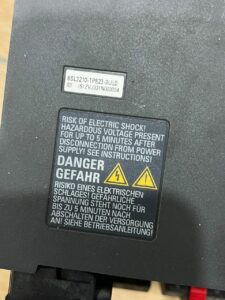 RISK OF ELECTRIC SHOCK!
HAZARDOUS VOLTAGE PRESENT
FOR UP TO 5 MINUTES AFTER
DISCONNECTION FROM POWER
SUPPLY! SEE INSTRUCTIONS!
DANGER
GEFAHR
RISIKO EINES ELEKTRISCHEN
SCHLAGES! GEFÄHRLICHE
SPANNUNG STEHT NOCH FÜR
BIS ZU 5 MINUTEN NACH
ABSCHALTEN DER VERSORGUNG
AN! SIEHE BETRIEBSANLEITUNG!